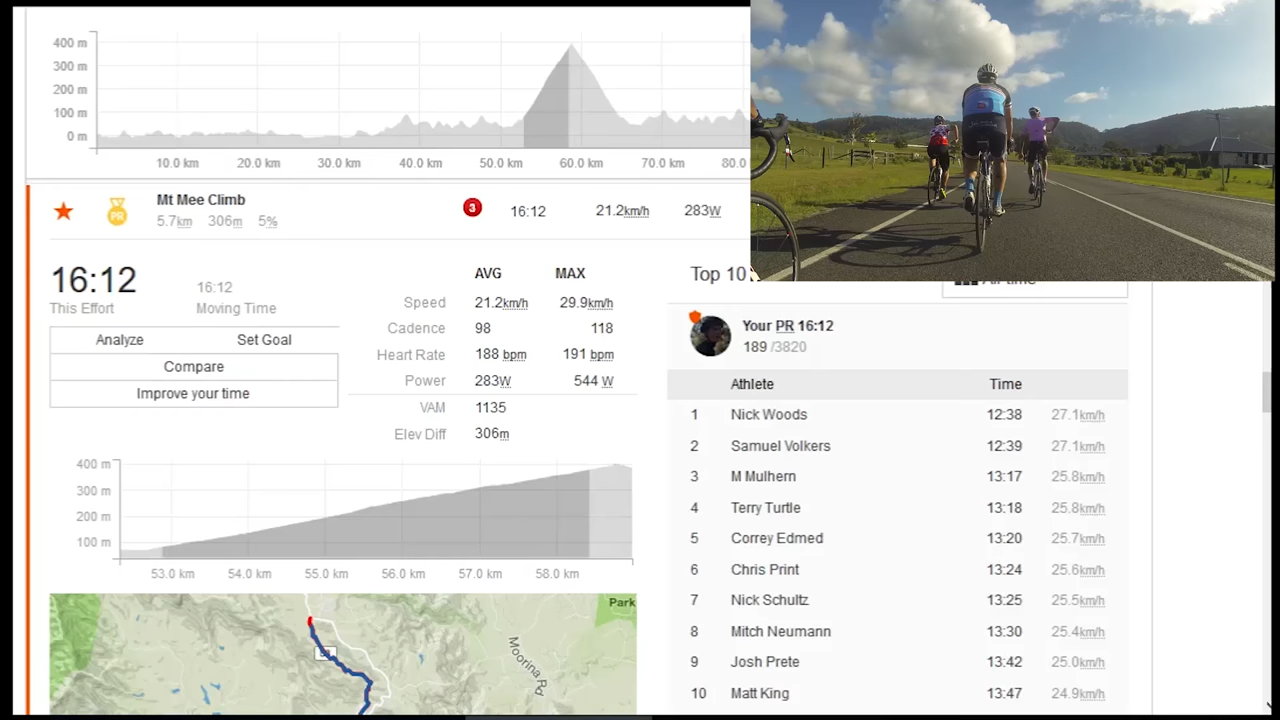 400 m
300 m
200 m
100 m
0 m
10.0 km 20.0 km 30.0 km 40.0 km 50.0 km 60.0 km 70.0 km 80.0
Mt Mee Climb
5.7km 306m 5%
3 16:12 21.2km/h 283W
PR
16:12
This Effort
16:12
Moving Time
Analyze Set Goal
Compare
Improve your time
AVG MAX
Speed 21.2km/h 29.9km/h
Cadence 98 118
Heart Rate 188 bpm 191 bpm
Power 283W 544 W
VAM 1135
Elev Diff 306m
400 m
300 m
200 m
100 m
53.0 km 54.0 km 55.0 km 56.0 km 57.0 km 58.0 km
Park
Moorina Rd
Top 10
All time
Your PR 16:12
189 /3820
Athlete Time
1 Nick Woods 12:38 27.1km/h
2 Samuel Volkers 12:39 27.1km/h
3 M Mulhern 13:17 25.8km/h
4 Terry Turtle 13:18 25.8km/h
5 Correy Edmed 13:20 25.7km/h
6 Chris Print 13:24 25.6km/h
7 Nick Schultz 13:25 25.5km/h
8 Mitch Neumann 13:30 25.4km/h
9 Josh Prete 13:42 25.0km/h
10 Matt King 13:47 24.9km/h